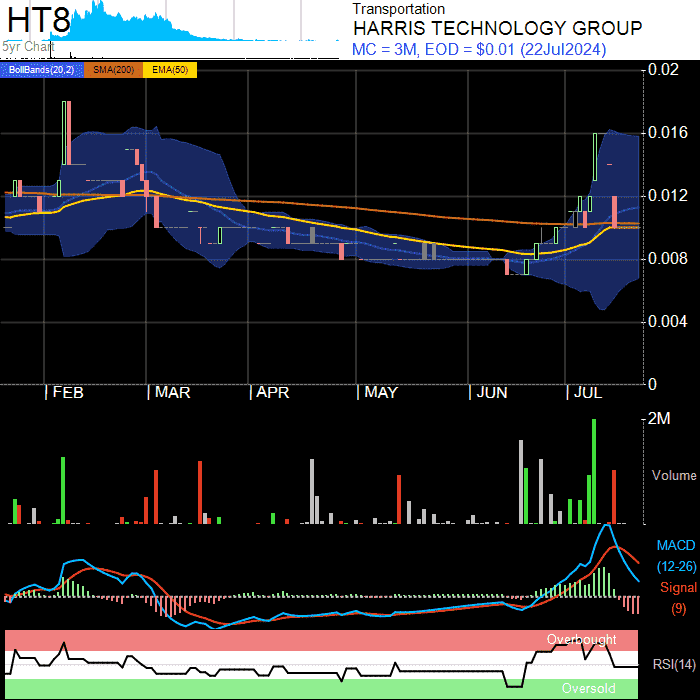 HT8
5yr Chart
Transportation
HARRIS TECHNOLOGY GROUP
MC = 3M, EOD = $0.01 (22Jul2024)
BollBands(20,2) SMA(200) EMA(50)
0.02
0.016
0.012
0.008
0.004
0
FEB MAR APR MAY JUN JUL
2M
Volume
MACD
(12-26)
Signal
(9)
Overbought
RSI(14)
Oversold